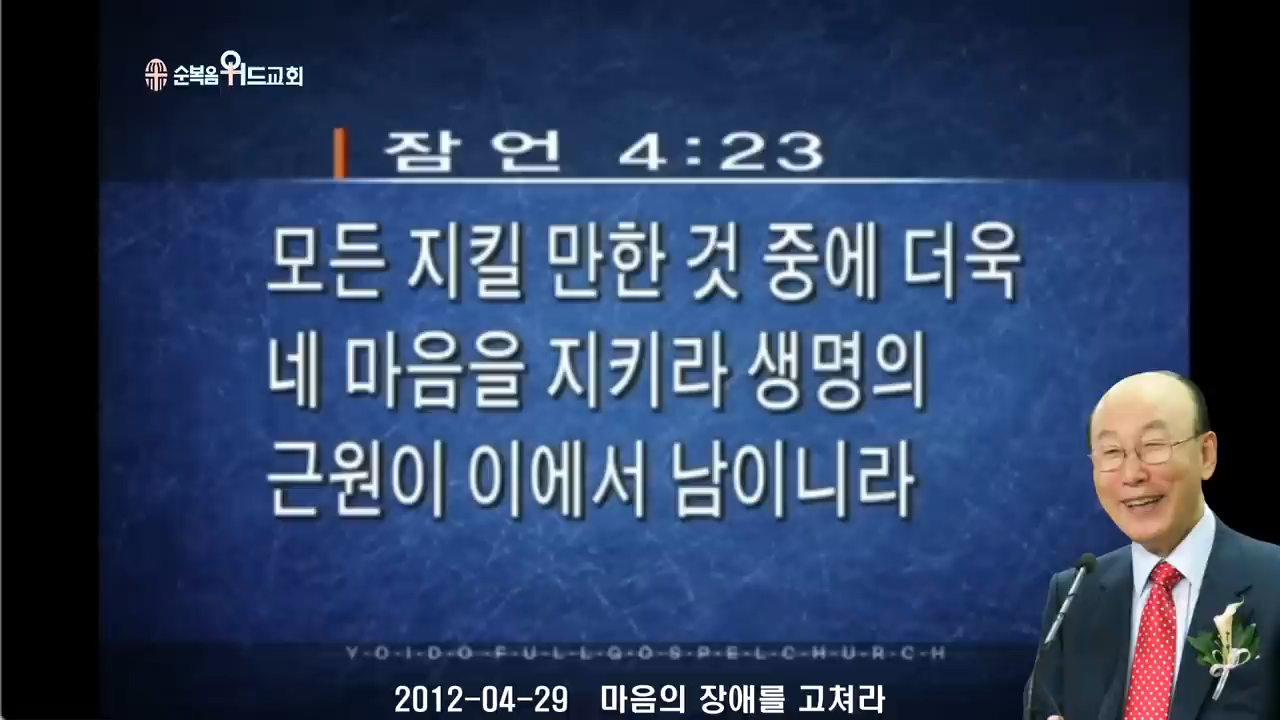 순복음위드교회
잠언 4:23
모든 지킬 만한 것 중에 더욱
네 마음을 지키라 생명의
근원이 이에서 남이니라
Y-O-I-D-O-F-U-L-L-G-O-S-P-E-L-C-H-U-R-C-H
2012-04-29 마음의 장애를 고쳐라